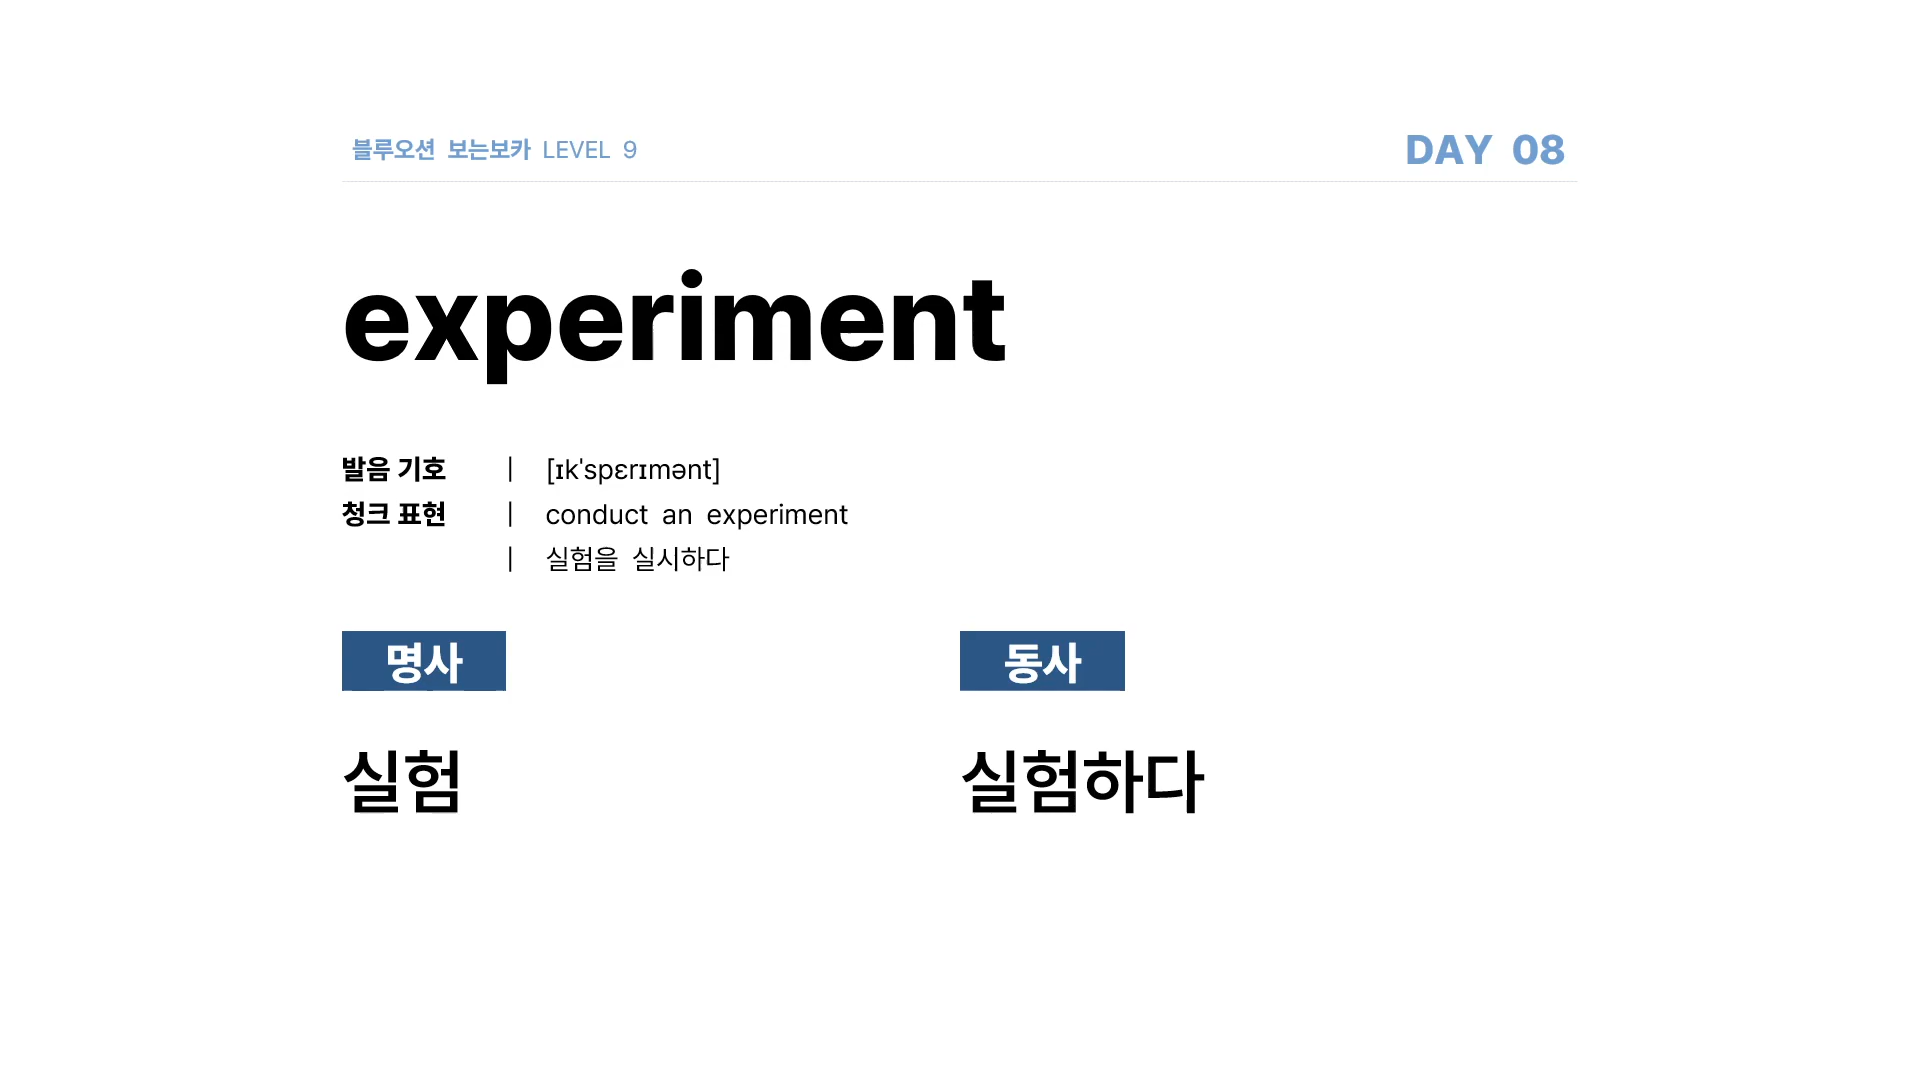 블루오션 보는보카 LEVEL 9
DAY 08
experiment
발음 기호 | [ɪkˈspɛrɪmənt]
청크 표현 | conduct an experiment
| 실험을 실시하다
명사 동사
실험 실험하다